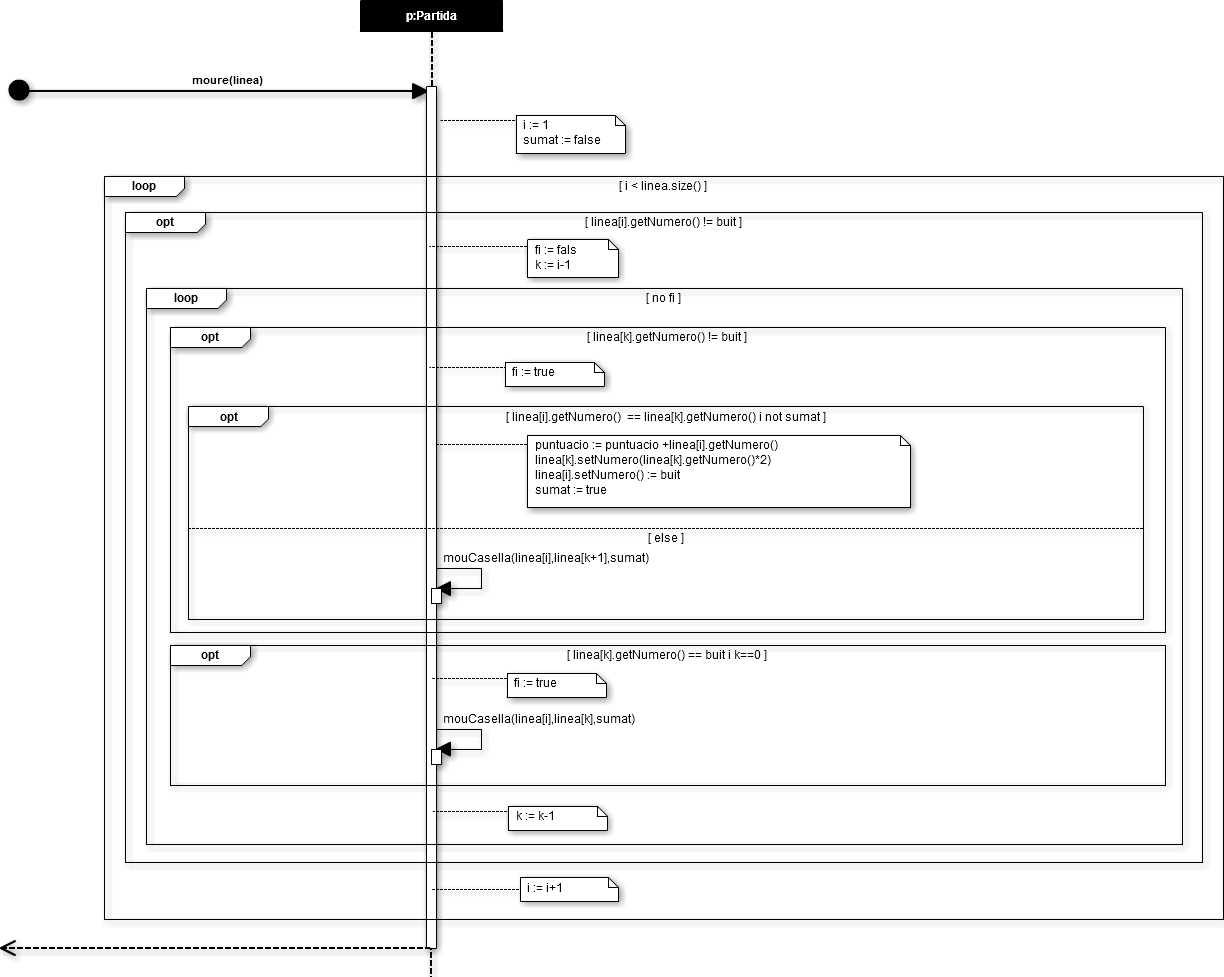 p:Partida
moure(linea)
i := 1
sumat := false
loop
[ i < linea.size() ]
opt
[ linea[i].getNumero() != buit ]
fi := fals
k := i-1
loop
[ no fi ]
opt
[ linea[k].getNumero() != buit ]
fi := true
opt
[ linea[i].getNumero() == linea[k].getNumero() i not sumat ]
puntuacio := puntuacio +linea[i].getNumero()
linea[k].setNumero(linea[k].getNumero()*2)
linea[i].setNumero() := buit
sumat := true
[ else ]
mouCasella(linea[i],linea[k+1],sumat)
opt
[ linea[k].getNumero() == buit i k==0 ]
fi := true
mouCasella(linea[i],linea[k],sumat)
k := k-1
i := i+1